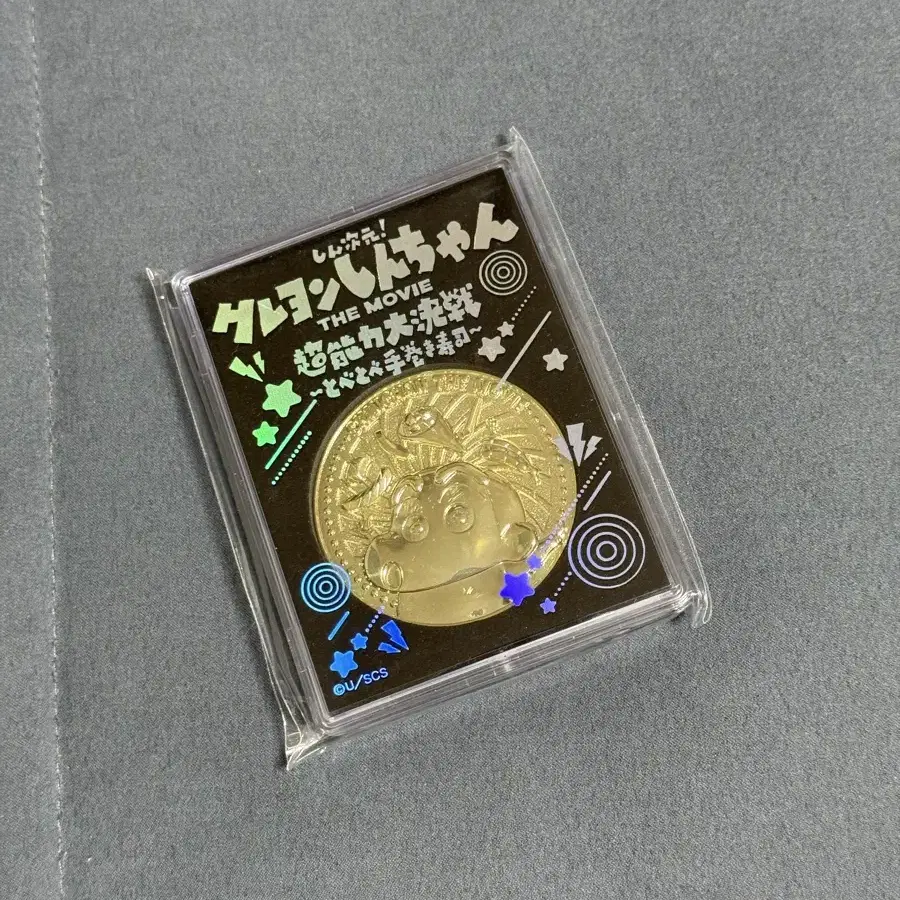 しん次元!
クレヨンしんちゃん
THE MOVIE
超能力大決戦
~とべとべ手巻き寿司~
©U/SCS